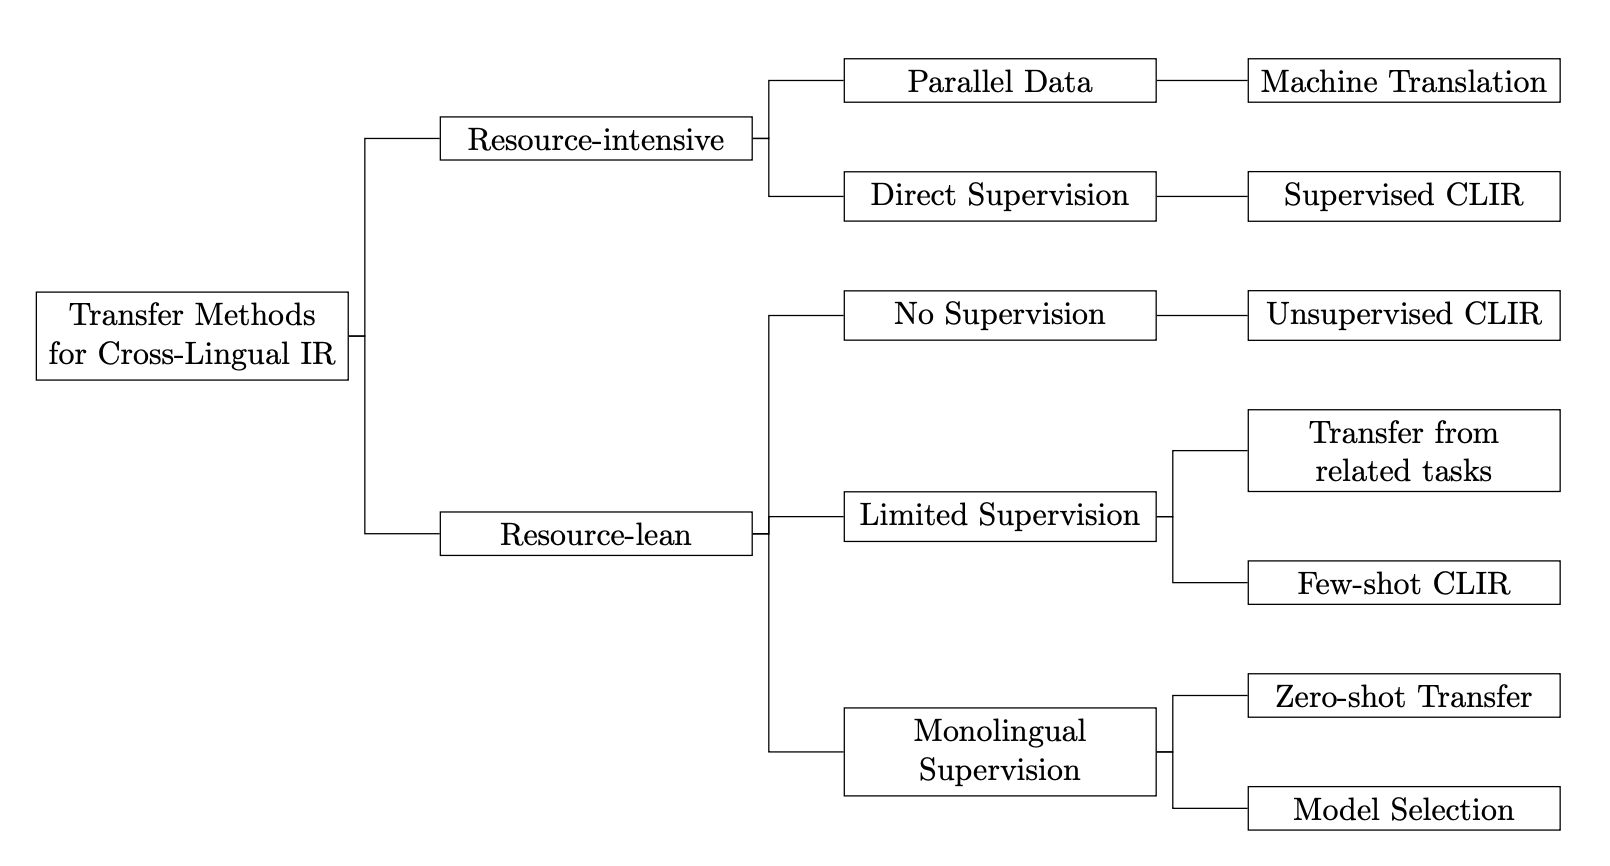 Transfer Methods
for Cross-Lingual IR
Resource-intensive
Parallel Data
Machine Translation
Direct Supervision
Supervised CLIR
Resource-lean
No Supervision
Unsupervised CLIR
Limited Supervision
Transfer from
related tasks
Few-shot CLIR
Monolingual
Supervision
Zero-shot Transfer
Model Selection